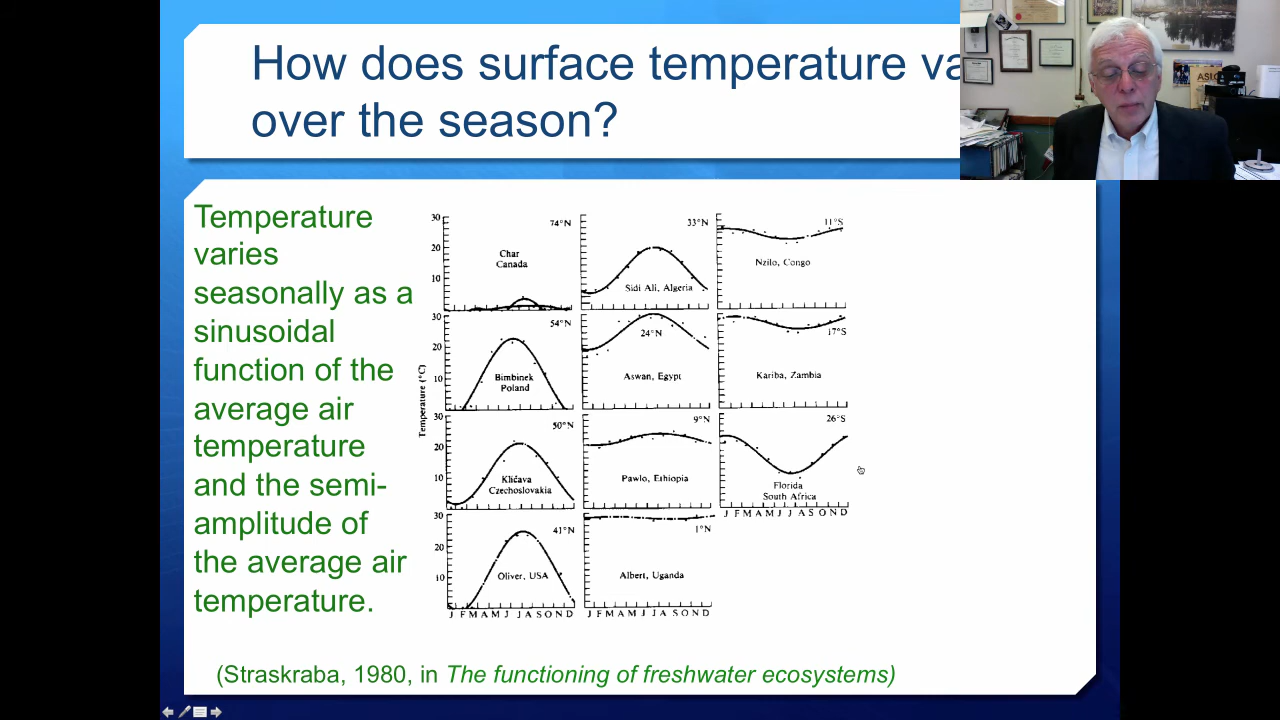 How does surface temperature va
over the season?
Temperature
varies
seasonally as a
sinusoidal
function of the
average air
temperature
and the semi-
amplitude of
the average air
temperature.
Temperature (°C)
30
20
10
74°N
Char
Canada
33°N
Sidi Ali, Algeria
11°S
Nzilo, Congo
30
20
10
54°N
Bimbinek
Poland
24°N
Aswan, Egypt
17°S
Kariba, Zambia
30
20
10
50°N
Kličava
Czechoslovakia
9°N
Pawlo, Ethiopia
26°S
Florida
South Africa
J F M A M J J A S O N D
30
20
10
41°N
Oliver, USA
J F M A M J J A S O N D
1°N
Albert, Uganda
J F M A M J J A S O N D
(Straskraba, 1980, in The functioning of freshwater ecosystems)